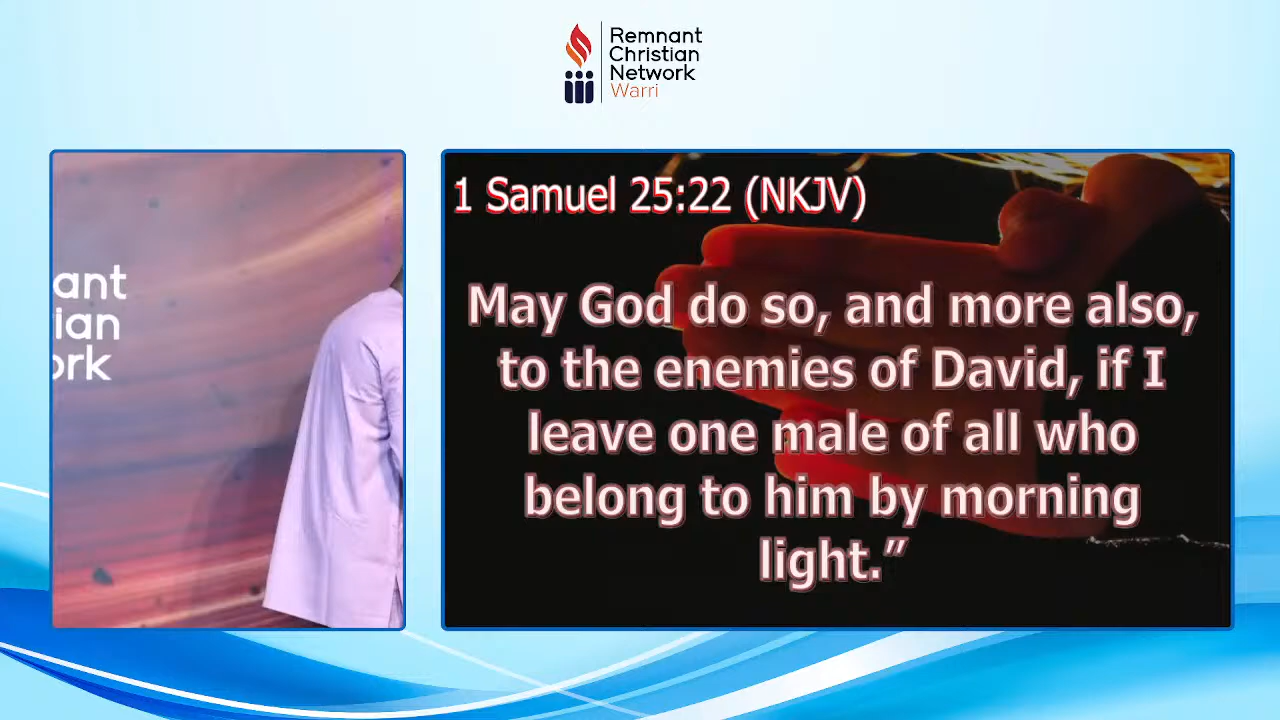 Remnant
Christian
Network
Warri
ant
ian
ork
1 Samuel 25:22 (NKJV)
May God do so, and more also,
to the enemies of David, if I
leave one male of all who
belong to him by morning
light.”